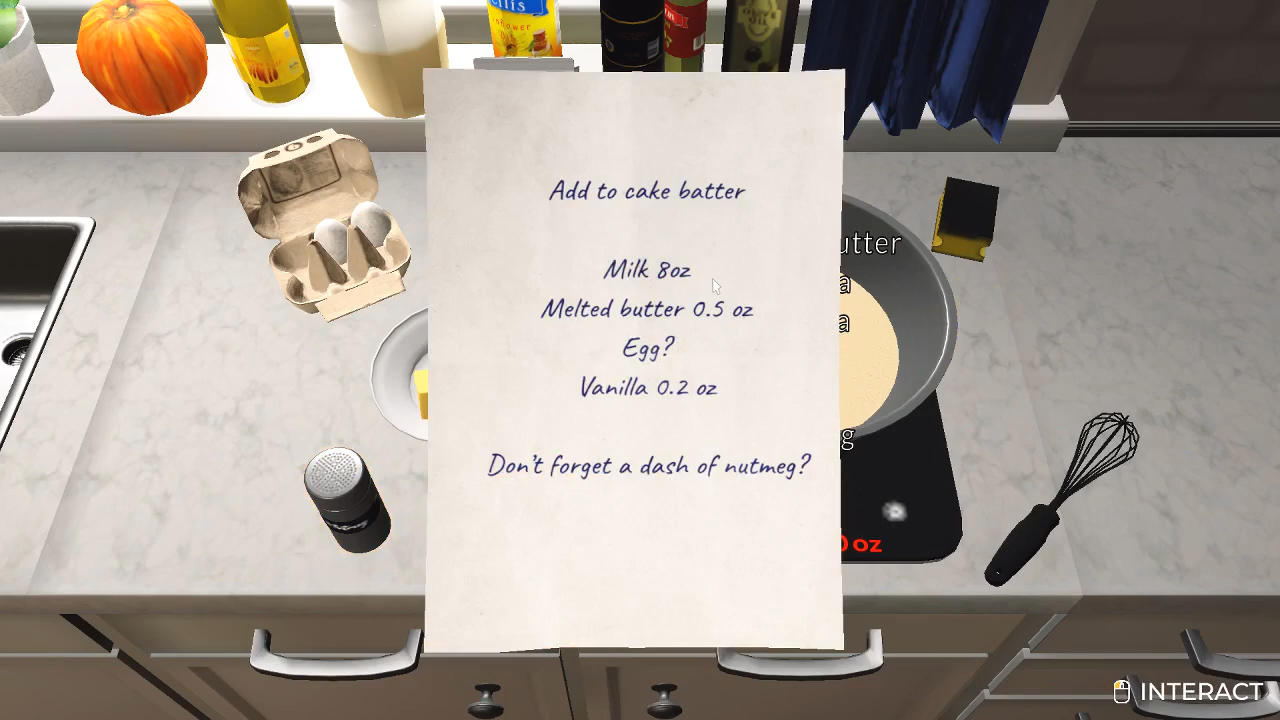 Add to cake batter
Milk 8oz
Melted butter 0.5 oz
Egg?
Vanilla 0.2 oz
Don't forget a dash of nutmeg?
oz
INTERACT